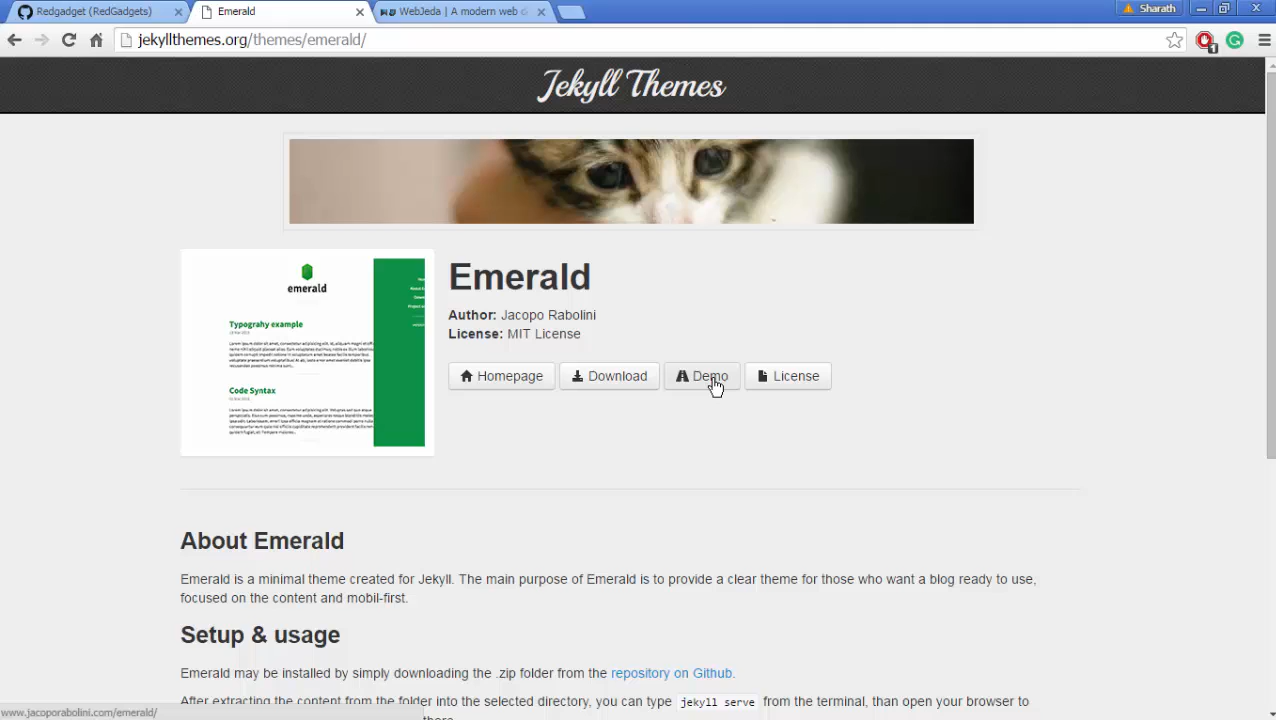 Redgadget (RedGadgets)
Emerald
WebJeda | A modern web d
Sharath
jekyllthemes.org/themes/emerald/
1
Jekyll Themes
emerald
Typograhy example
Code Syntax
Emerald
Author: Jacopo Rabolini
License: MIT License
Homepage
Download
Demo
License
About Emerald
Emerald is a minimal theme created for Jekyll. The main purpose of Emerald is to provide a clear theme for those who want a blog ready to use,
focused on the content and mobil-first.
Setup & usage
Emerald may be installed by simply downloading the .zip folder from the repository on Github.
After extracting the content from the folder into the selected directory, you can type jekyll serve from the terminal, than open your browser to
there.
www.jacoporabolini.com/emerald/